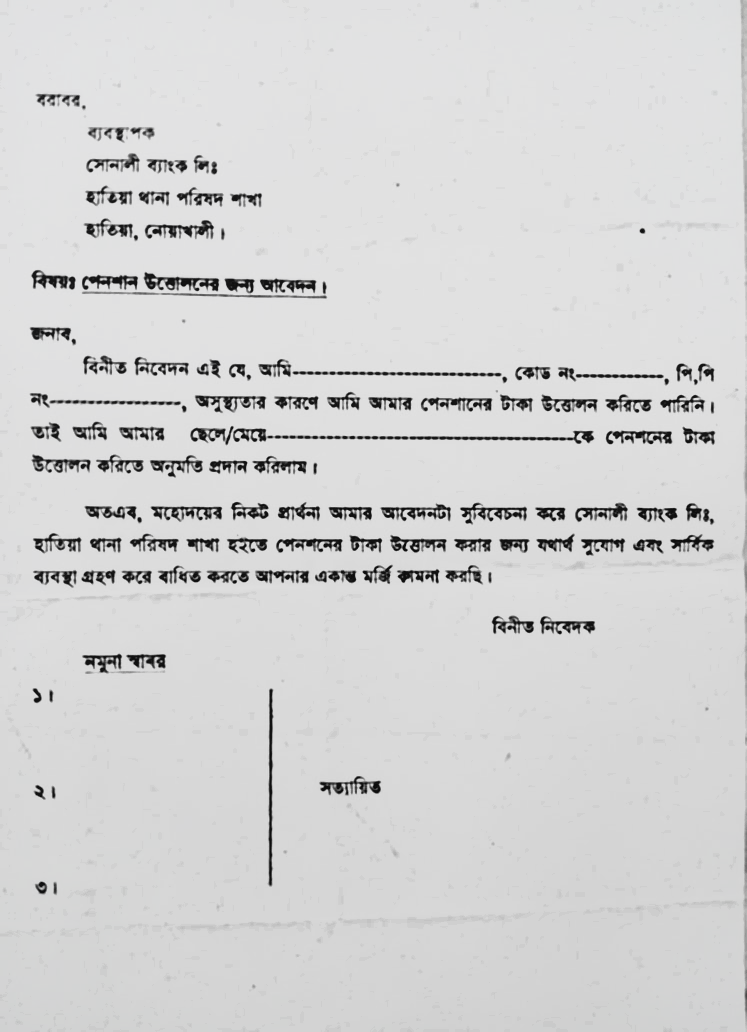 বরাবর,
ব্যবস্থাপক
সোনালী ব্যাংক লিঃ
হাতিয়া থানা পরিষদ শাখা
হাতিয়া, নোয়াখালী।
বিষয়ঃ পেনশান উত্তোলনের জন্য আবেদন।
জনাব,
বিনীত নিবেদন এই যে, আমি------------------------------, কোড নং-------------, পি,পি
নং-------------------, অসুস্থ্যতার কারণে আমি আমার পেনশানের টাকা উত্তোলন করিতে পারিনি।
তাই আমি আমার ছেলে/মেয়ে--------------------------------------------কে পেনশনের টাকা
উত্তোলন করিতে অনুমতি প্রদান করিলাম।
অতএব, মহোদয়ের নিকট প্রার্থনা আমার আবেদনটা সুবিবেচনা করে সোনালী ব্যাংক লিঃ,
হাতিয়া থানা পরিষদ শাখা হইতে পেনশনের টাকা উত্তোলন করার জন্য যথার্থ সুযোগ এবং সার্বিক
ব্যবস্থা গ্রহণ করে বাধিত করতে আপনার একান্ত মর্জি কামনা করছি।
বিনীত নিবেদক
নমুনা স্বাবর
১।
২।
সত্যায়িত
৩।